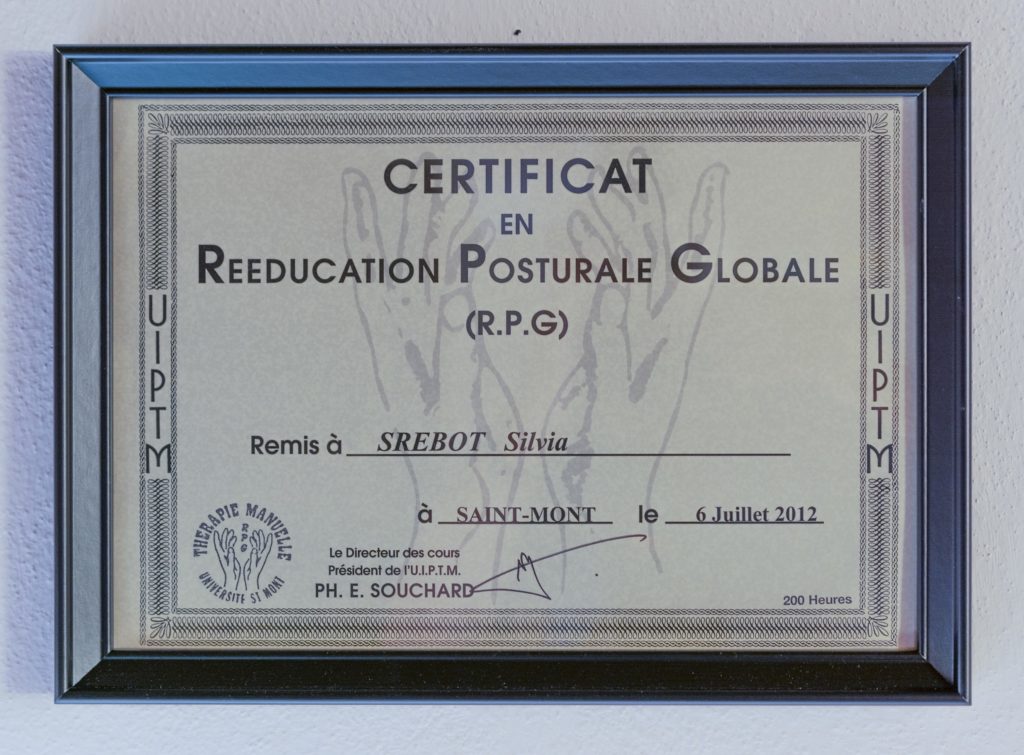 CERTIFICAT
EN
REEDUCATION POSTURALE GLOBALE
(R.P.G)
UIPTM
UIPTM
Remis à SREBOT Silvia
à SAINT-MONT le 6 Juillet 2012
THERAPIE MANUELLE
R
P
G
UNIVERSITE ST MONT
Le Directeur des cours
Président de l'U.I.P.T.M.
PH. E. SOUCHARD
200 Heures